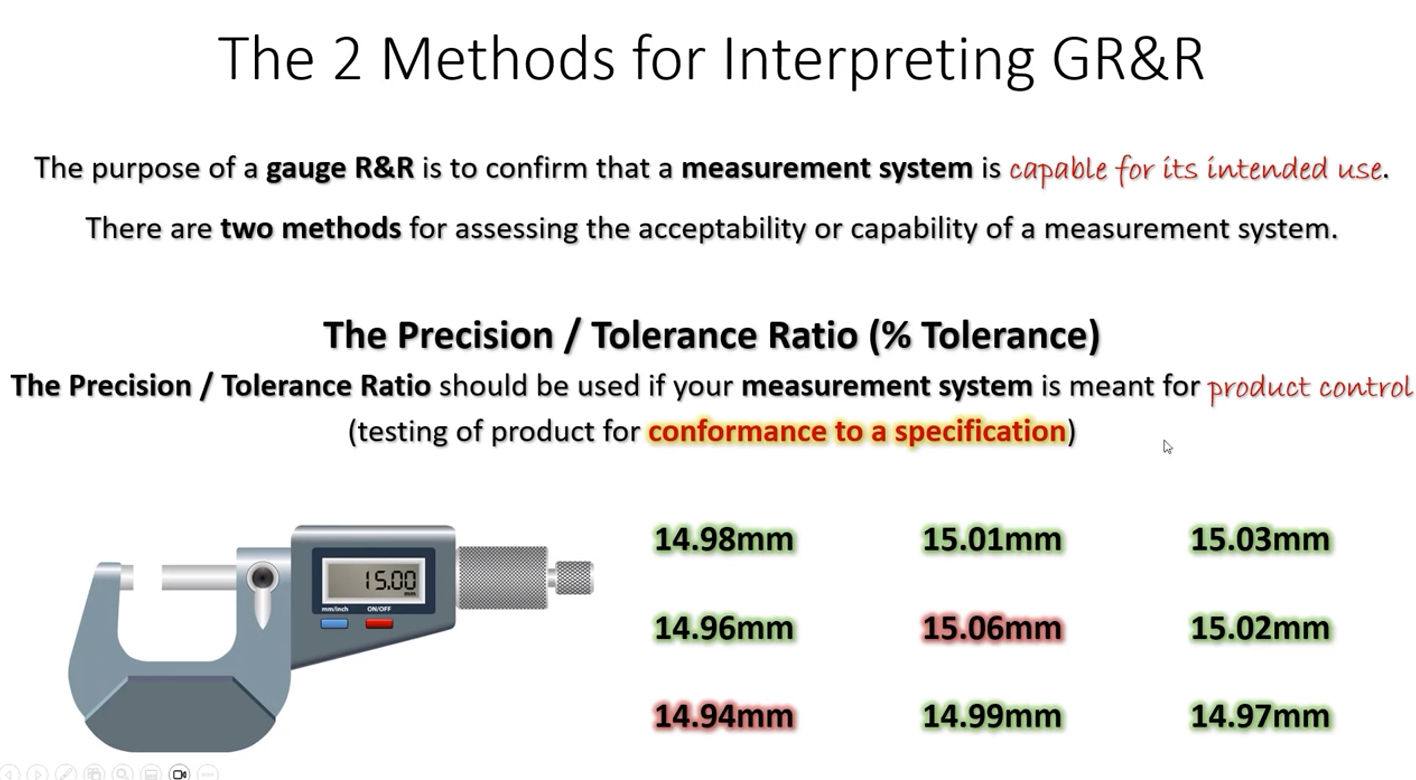 The 2 Methods for Interpreting GR&R
The purpose of a gauge R&R is to confirm that a measurement system is capable for its intended use.
There are two methods for assessing the acceptability or capability of a measurement system.
The Precision / Tolerance Ratio (% Tolerance)
The Precision / Tolerance Ratio should be used if your measurement system is meant for product control
(testing of product for conformance to a specification)
14.98mm 15.01mm 15.03mm
15.00
mm
mm/inch ON/OFF
14.96mm 15.06mm 15.02mm
14.94mm 14.99mm 14.97mm